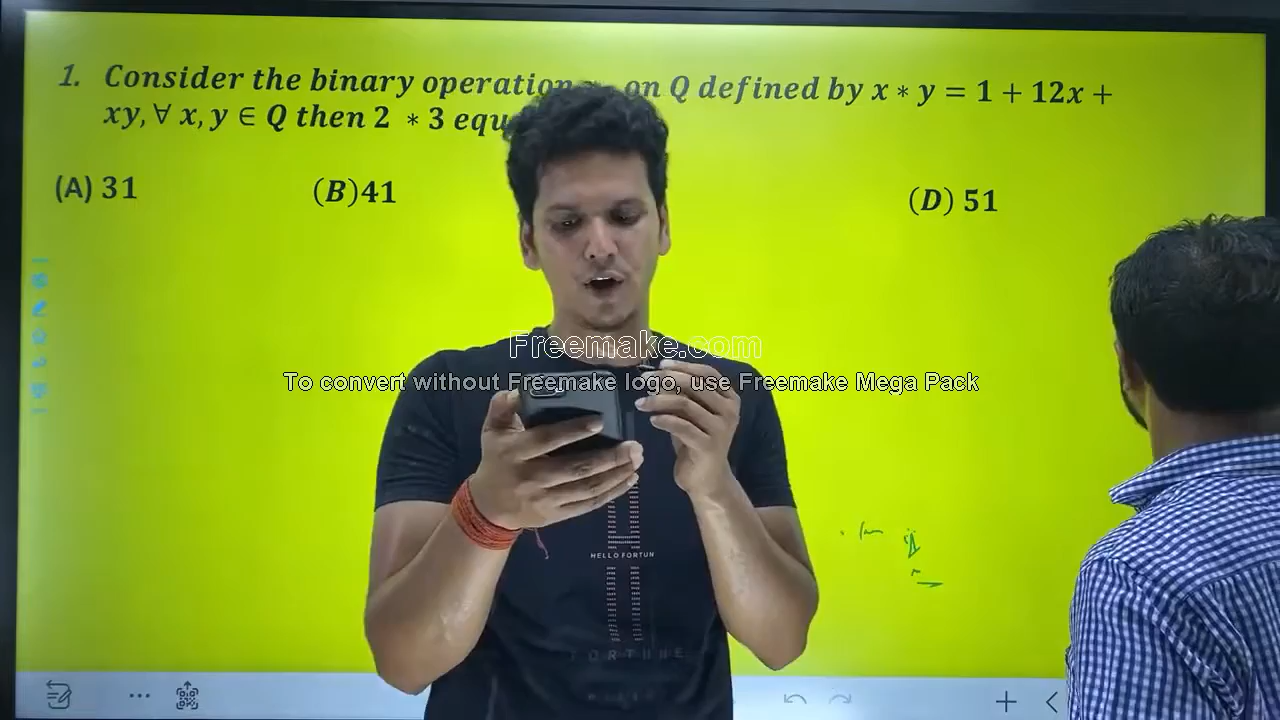 1. Consider the binary operation on Q defined by x * y = 1 + 12x +
xy, ∀ x, y ∈ Q then 2 * 3 equ
(A) 31 (B)41 (D) 51
Freemake.com
To convert without Freemake logo, use Freemake Mega Pack
HELLO FORTUN